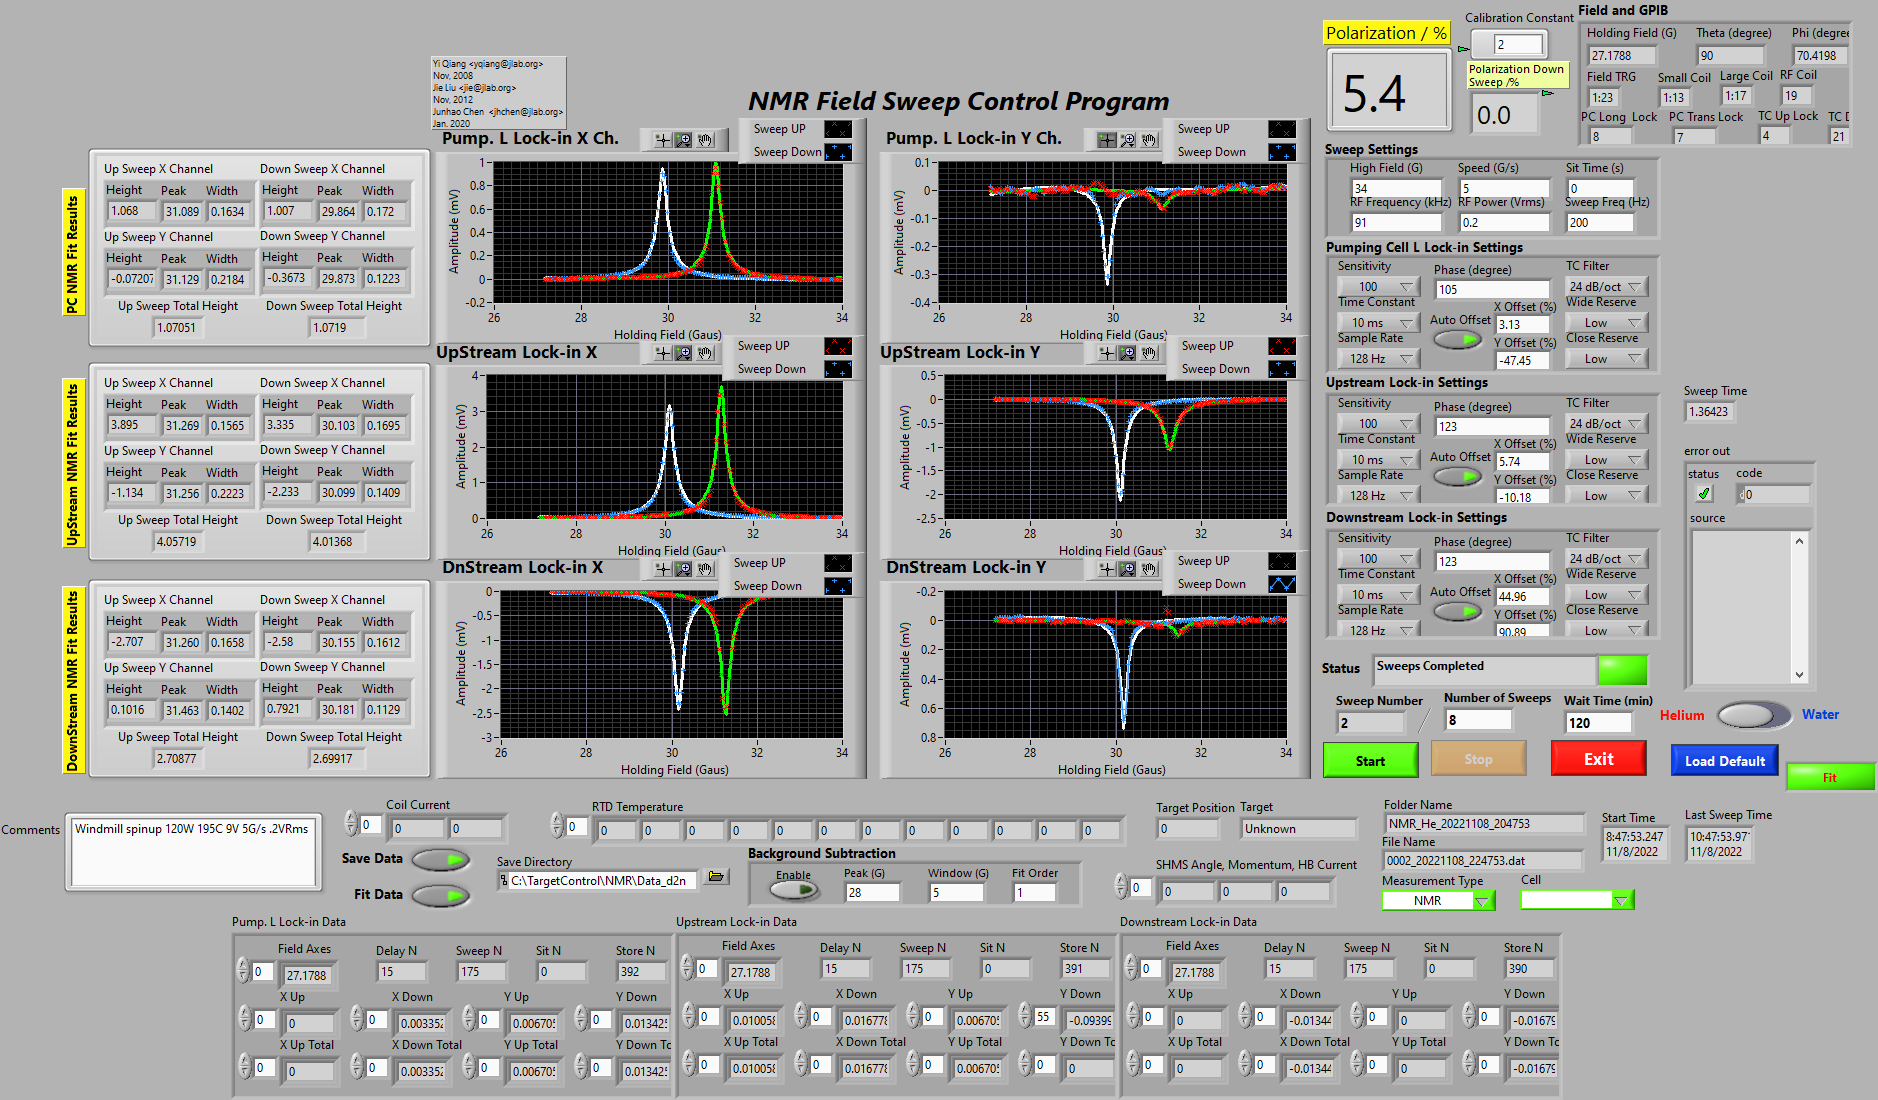 Yi Qiang <yqiang@jlab.org>
Nov, 2008
Jie Liu <jie@jlab.org>
Nov, 2012
Junhao Chen <jhchen@jlab.org>
Jan. 2020
NMR Field Sweep Control Program
Polarization / %
5.4
Calibration Constant
2
Polarization Down
Sweep /%
0.0
Field and GPIB
Holding Field (G) Theta (degree) Phi (degree
27.1788 90 70.4198
Field TRG Small Coil Large Coil RF Coil
1:23 1:13 1:17 19
PC Long Lock PC Trans Lock TC Up Lock TC D
8 7 4 21
PC NMR Fit Results
Up Sweep X Channel Down Sweep X Channel
Height Peak Width Height Peak Width
1.068 31.089 0.1634 1.007 29.864 0.172
Up Sweep Y Channel Down Sweep Y Channel
Height Peak Width Height Peak Width
-0.07207 31.129 0.2184 -0.3673 29.873 0.1223
Up Sweep Total Height Down Sweep Total Height
1.07051 1.0719
UpStream NMR Fit Results
Up Sweep X Channel Down Sweep X Channel
Height Peak Width Height Peak Width
3.895 31.269 0.1565 3.335 30.103 0.1695
Up Sweep Y Channel Down Sweep Y Channel
Height Peak Width Height Peak Width
-1.134 31.256 0.2223 -2.233 30.099 0.1409
Up Sweep Total Height Down Sweep Total Height
4.05719 4.01368
DownStream NMR Fit Results
Up Sweep X Channel Down Sweep X Channel
Height Peak Width Height Peak Width
-2.707 31.260 0.1658 -2.58 30.155 0.1612
Up Sweep Y Channel Down Sweep Y Channel
Height Peak Width Height Peak Width
0.1016 31.463 0.1402 0.7921 30.181 0.1129
Up Sweep Total Height Down Sweep Total Height
2.70877 2.69917
Pump. L Lock-in X Ch.
Sweep UP
Sweep Down
Amplitude (mV)
1
0.8
0.6
0.4
0.2
0
-0.2
26 28 30 32 34
Holding Field (Gaus)
Pump. L Lock-in Y Ch.
Sweep UP
Sweep Down
Amplitude (mV)
0.1
0
-0.1
-0.2
-0.3
-0.4
26 28 30 32 34
Holding Field (Gaus)
UpStream Lock-in X
Sweep UP
Sweep Down
Amplitude (mV)
4
3
2
1
0
26 28 30 32 34
Holding Field (Gaus)
UpStream Lock-in Y
Sweep UP
Sweep Down
Amplitude (mV)
0.5
0
-0.5
-1
-1.5
-2
-2.5
26 28 30 32 34
Holding Field (Gaus)
DnStream Lock-in X
Sweep UP
Sweep Down
Amplitude (mV)
0
-0.5
-1
-1.5
-2
-2.5
-3
26 28 30 32 34
Holding Field (Gaus)
DnStream Lock-in Y
Sweep UP
Sweep Down
Amplitude (mV)
-0.2
0
0.2
0.4
0.6
0.8
26 28 30 32 34
Holding Field (Gaus)
Sweep Settings
High Field (G) Speed (G/s) Sit Time (s)
34 5 0
RF Frequency (kHz) RF Power (Vrms) Sweep Freq (Hz)
91 0.2 200
Pumping Cell L Lock-in Settings
Sensitivity Phase (degree) TC Filter
100 105 24 dB/oct
Time Constant X Offset (%) Wide Reserve
10 ms Auto Offset 3.13 Low
Sample Rate Y Offset (%) Close Reserve
128 Hz -47.45 Low
Upstream Lock-in Settings
Sensitivity Phase (degree) TC Filter
100 123 24 dB/oct
Time Constant X Offset (%) Wide Reserve
10 ms Auto Offset 5.74 Low
Sample Rate Y Offset (%) Close Reserve
128 Hz -10.18 Low
Downstream Lock-in Settings
Sensitivity Phase (degree) TC Filter
100 123 24 dB/oct
Time Constant X Offset (%) Wide Reserve
10 ms Auto Offset 44.96 Low
Sample Rate Y Offset (%) Close Reserve
128 Hz 90.89 Low
Sweep Time
1.36423
error out
status code
0
source
Status Sweeps Completed
Sweep Number Number of Sweeps Wait Time (min)
2 / 8 120
Helium Water
Start Stop Exit Load Default Fit
Comments
Windmill spinup 120W 195C 9V 5G/s .2VRms
Coil Current
0 0 0
Save Data
Fit Data
RTD Temperature
0 0 0 0 0 0 0 0 0 0 0 0 0
Save Directory
C:\TargetControl\NMR\Data_d2n
Background Subtraction
Enable Peak (G) Window (G) Fit Order
28 5 1
Target Position Target
0 Unknown
SHMS Angle, Momentum, HB Current
0 0 0 0
Folder Name
NMR_He_20221108_204753
File Name
0002_20221108_224753.dat
Measurement Type Cell
NMR
Start Time
8:47:53.247
11/8/2022
Last Sweep Time
10:47:53.97
11/8/2022
Pump. L Lock-in Data
Field Axes Delay N Sweep N Sit N Store N
0 27.1788 15 175 0 392
X Up X Down Y Up Y Down
0 0 0 0.003352 0 0.006705 0 0.013425
X Up Total X Down Total Y Up Total Y Down To
0 0 0 0.003352 0 0.006705 0 0.013425
Upstream Lock-in Data
Field Axes Delay N Sweep N Sit N Store N
0 27.1788 15 175 0 391
X Up X Down Y Up Y Down
0 0.010058 0 0.016778 0 0.006705 55 -0.09399
X Up Total X Down Total Y Up Total Y Down To
0 0.010058 0 0.016778 0 0.006705 0 0
Downstream Lock-in Data
Field Axes Delay N Sweep N Sit N Store N
0 27.1788 15 175 0 390
X Up X Down Y Up Y Down
0 0 0 -0.01344 0 0 0 -0.01679
X Up Total X Down Total Y Up Total Y Down To
0 0 0 -0.01344 0 0 0 -0.01679